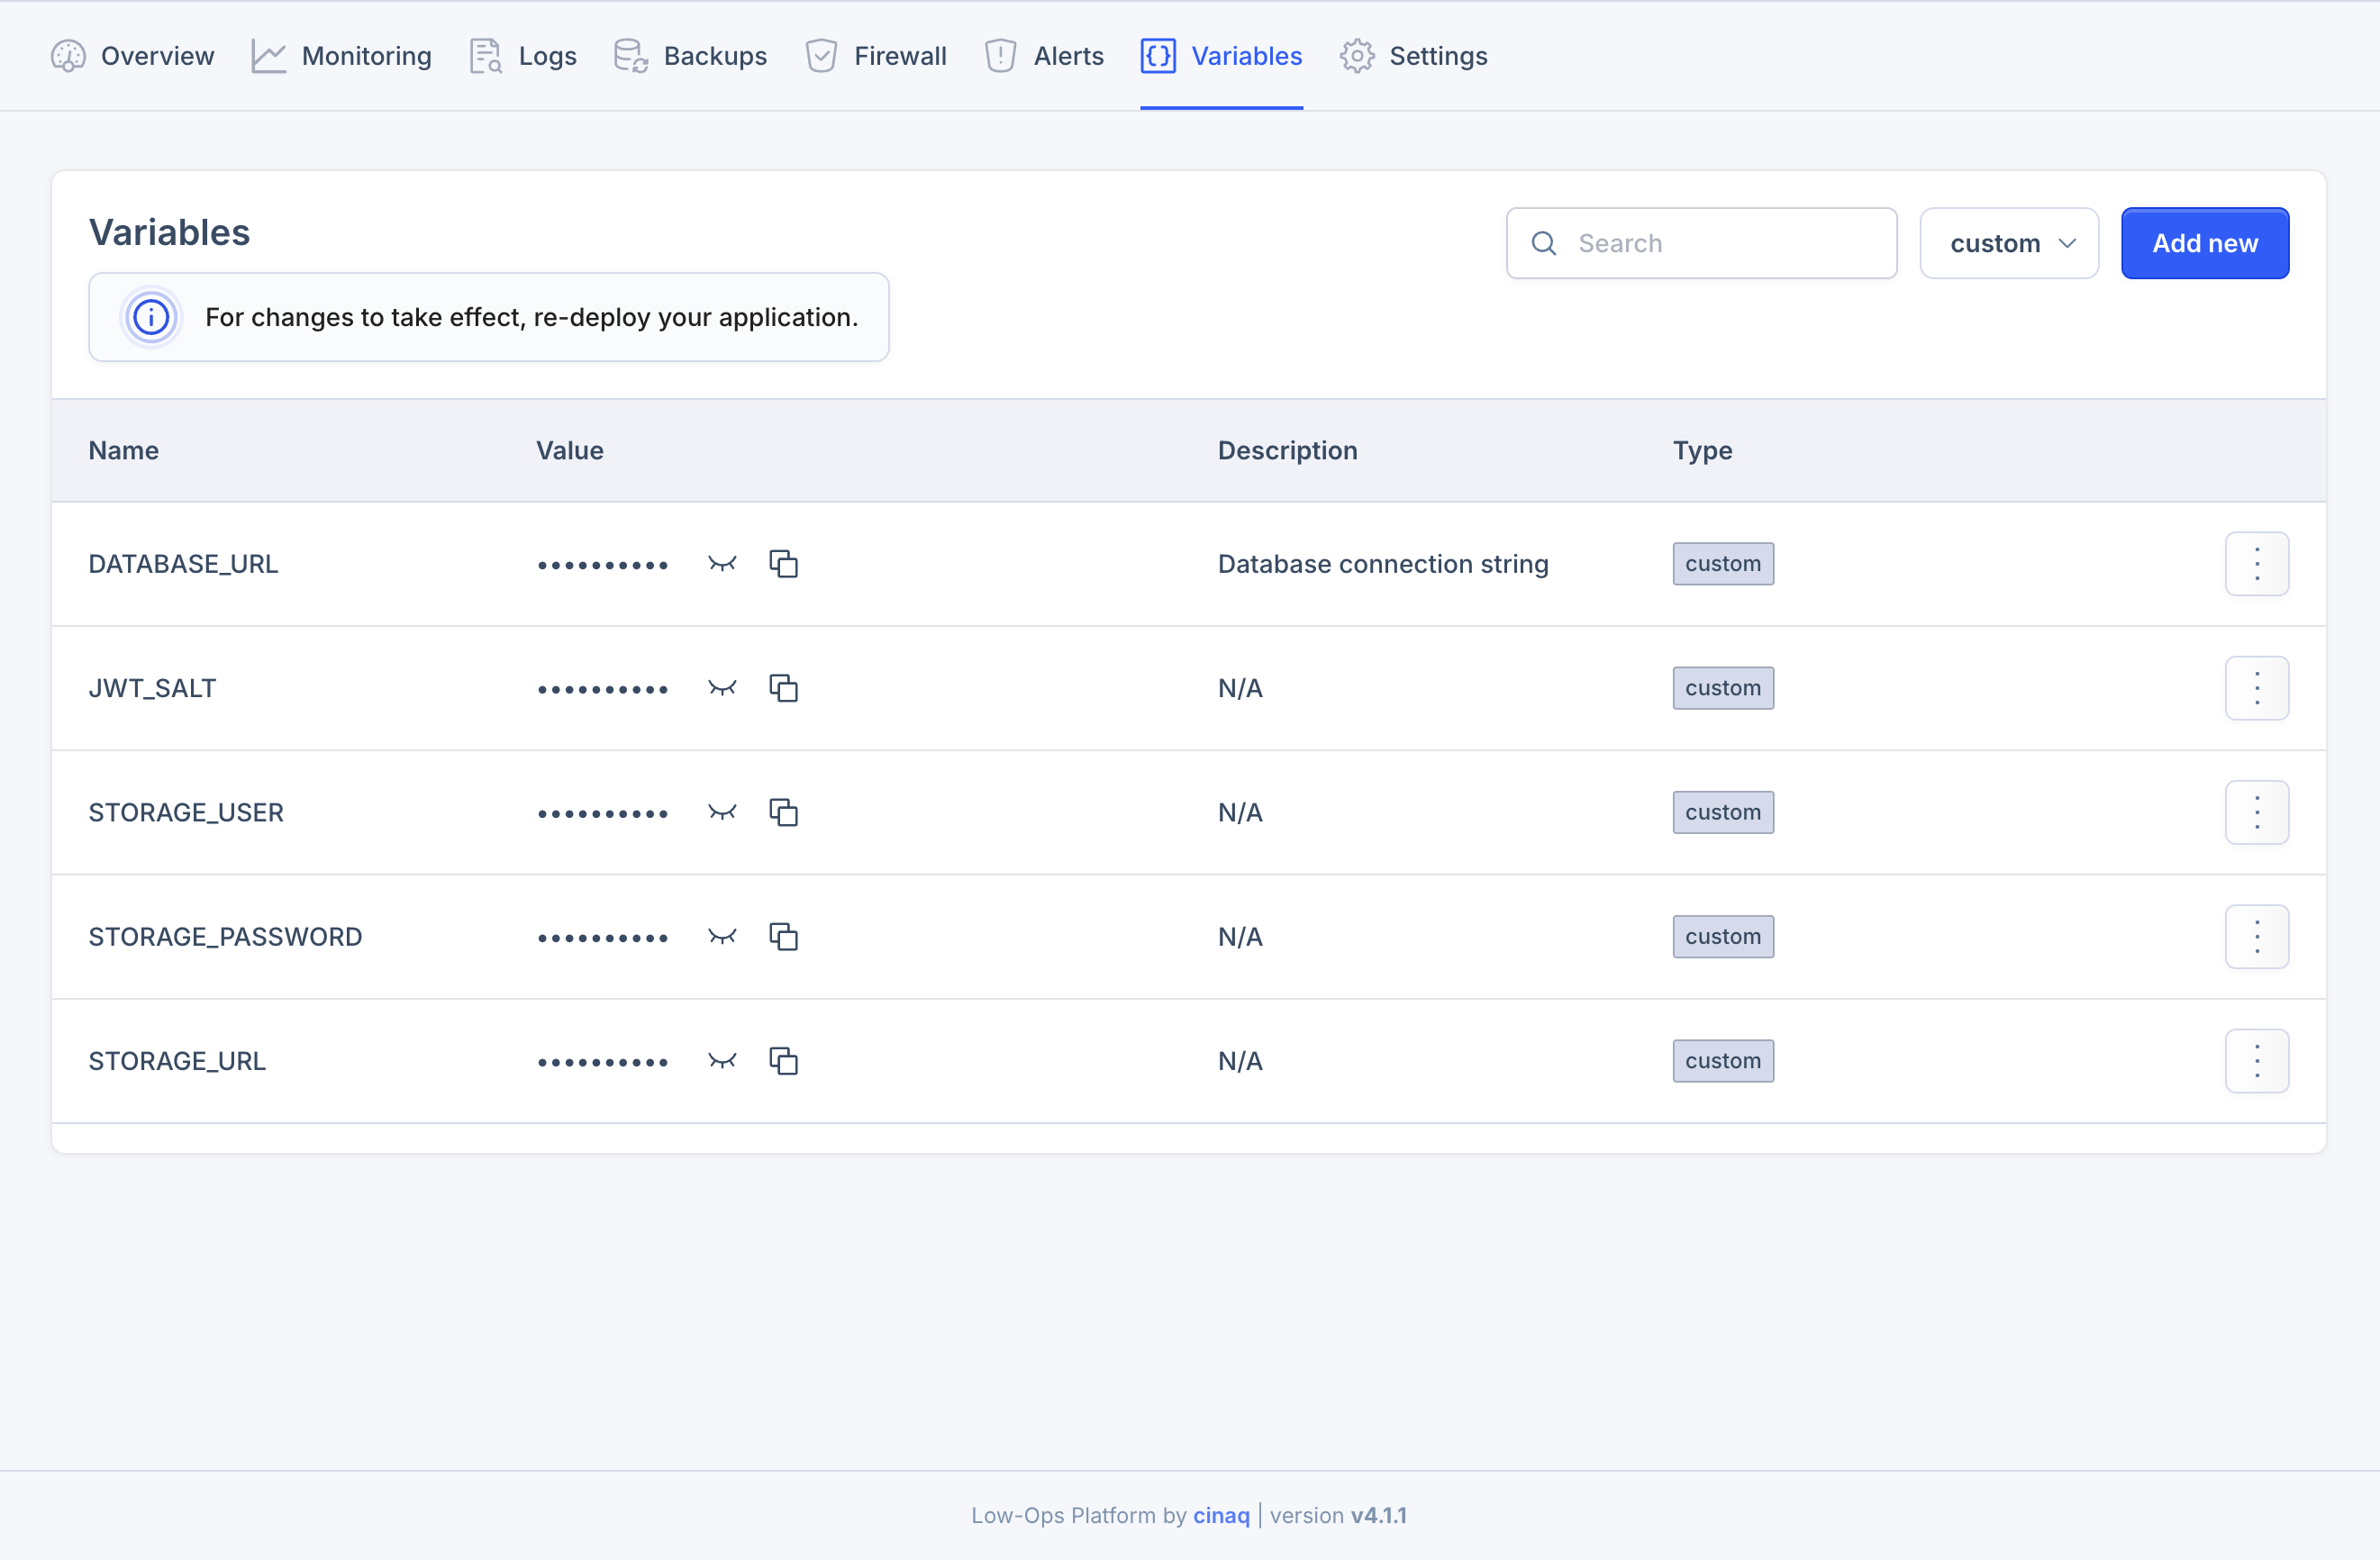 Overview Monitoring Logs Backups Firewall Alerts Variables Settings
Variables
Search custom Add new
For changes to take effect, re-deploy your application.
Name Value Description Type
DATABASE_URL •••••••••• Database connection string custom
JWT_SALT •••••••••• N/A custom
STORAGE_USER •••••••••• N/A custom
STORAGE_PASSWORD •••••••••• N/A custom
STORAGE_URL •••••••••• N/A custom
Low-Ops Platform by cinaq | version v4.1.1